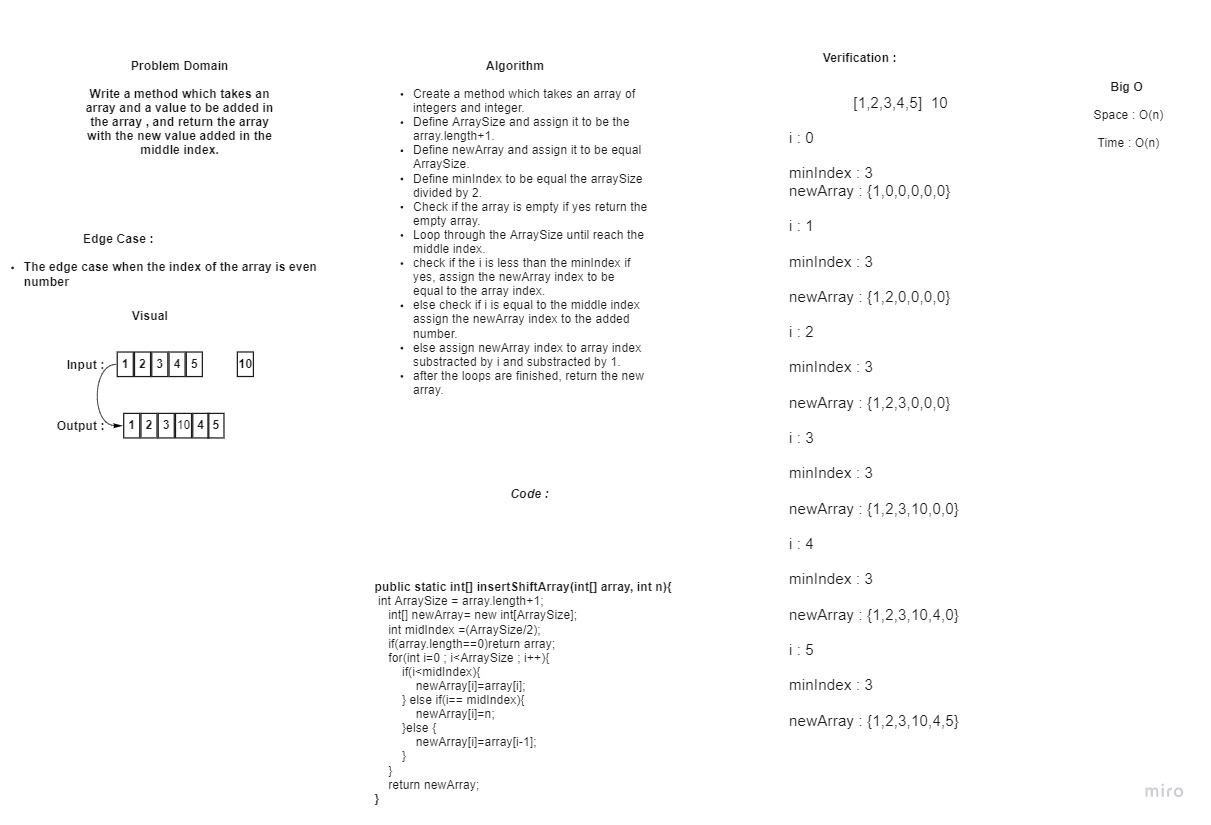 Problem Domain
Write a method which takes an
array and a value to be added in
the array , and return the array
with the new value added in the
middle index.
Edge Case :
• The edge case when the index of the array is even
number
Visual
Input : 1 2 3 4 5 10
Output : 1 2 3 10 4 5
Algorithm
• Create a method which takes an array of
integers and integer.
• Define ArraySize and assign it to be the
array.length+1.
• Define newArray and assign it to be equal
ArraySize.
• Define minIndex to be equal the arraySize
divided by 2.
• Check if the array is empty if yes return the
empty array.
• Loop through the ArraySize until reach the
middle index.
• check if the i is less than the minIndex if
yes, assign the newArray index to be
equal to the array index.
• else check if i is equal to the middle index
assign the newArray index to the added
number.
• else assign newArray index to array index
substracted by i and substracted by 1.
• after the loops are finished, return the new
array.
Code :
public static int[] insertShiftArray(int[] array, int n){
int ArraySize = array.length+1;
int[] newArray= new int[ArraySize];
int midIndex =(ArraySize/2);
if(array.length==0)return array;
for(int i=0 ; i<ArraySize ; i++){
if(i<midIndex){
newArray[i]=array[i];
} else if(i== midIndex){
newArray[i]=n;
}else {
newArray[i]=array[i-1];
}
}
return newArray;
}
Verification :
[1,2,3,4,5] 10
i : 0
minIndex : 3
newArray : {1,0,0,0,0,0}
i : 1
minIndex : 3
newArray : {1,2,0,0,0,0}
i : 2
minIndex : 3
newArray : {1,2,3,0,0,0}
i : 3
minIndex : 3
newArray : {1,2,3,10,0,0}
i : 4
minIndex : 3
newArray : {1,2,3,10,4,0}
i : 5
minIndex : 3
newArray : {1,2,3,10,4,5}
Big O
Space : O(n)
Time : O(n)
miro